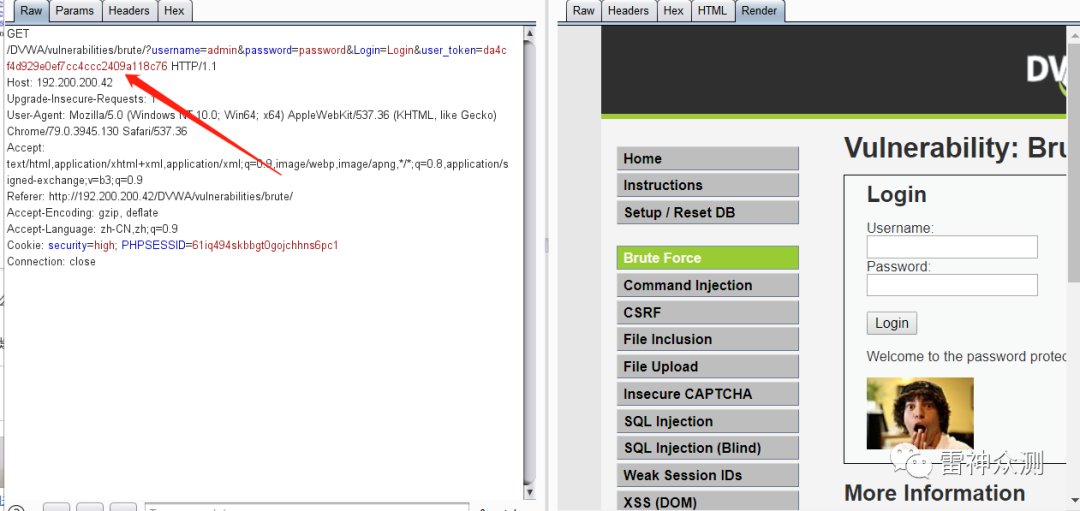 Raw Params Headers Hex
GET
/DVWA/vulnerabilities/brute/?username=admin&password=password&Login=Login&user_token=da4c
f4d929e0ef7cc4ccc2409a118c76 HTTP/1.1
Host: 192.200.200.42
Upgrade-Insecure-Requests: 1
User-Agent: Mozilla/5.0 (Windows NT 10.0; Win64; x64) AppleWebKit/537.36 (KHTML, like Gecko)
Chrome/79.0.3945.130 Safari/537.36
Accept:
text/html,application/xhtml+xml,application/xml;q=0.9,image/webp,image/apng,*/*;q=0.8,application/s
igned-exchange;v=b3;q=0.9
Referer: http://192.200.200.42/DVWA/vulnerabilities/brute/
Accept-Encoding: gzip, deflate
Accept-Language: zh-CN,zh;q=0.9
Cookie: security=high; PHPSESSID=61iq494skbbgt0gojchhns6pc1
Connection: close
Raw Headers Hex HTML Render
DV
Home
Instructions
Setup / Reset DB
Brute Force
Command Injection
CSRF
File Inclusion
File Upload
Insecure CAPTCHA
SQL Injection
SQL Injection (Blind)
Weak Session IDs
XSS (DOM)
Vulnerability: Bru
Login
Username:
Password:
Login
Welcome to the password protec
雷神众测
More Information